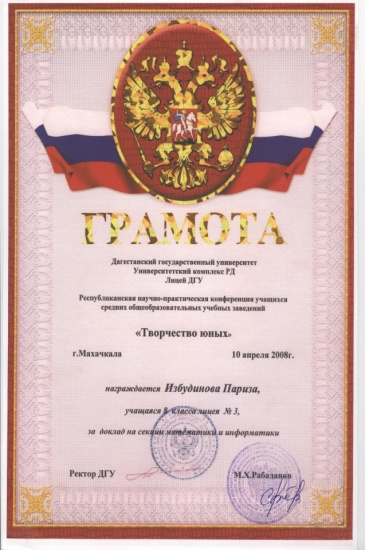 ГРАМОТА
Дагестанский государственный университет
Университетский комплекс РД
Лицей ДГУ
Республиканская научно-практическая конференция учащихся
средних общеобразовательных учебных заведений
«Творчество юных»
г.Махачкала 10 апреля 2008г.
награждается Избудинова Париза,
учащаяся 8 класса лицея № 3,
за доклад на секции математики и информатики
Ректор ДГУ М.Х.Рабаданов